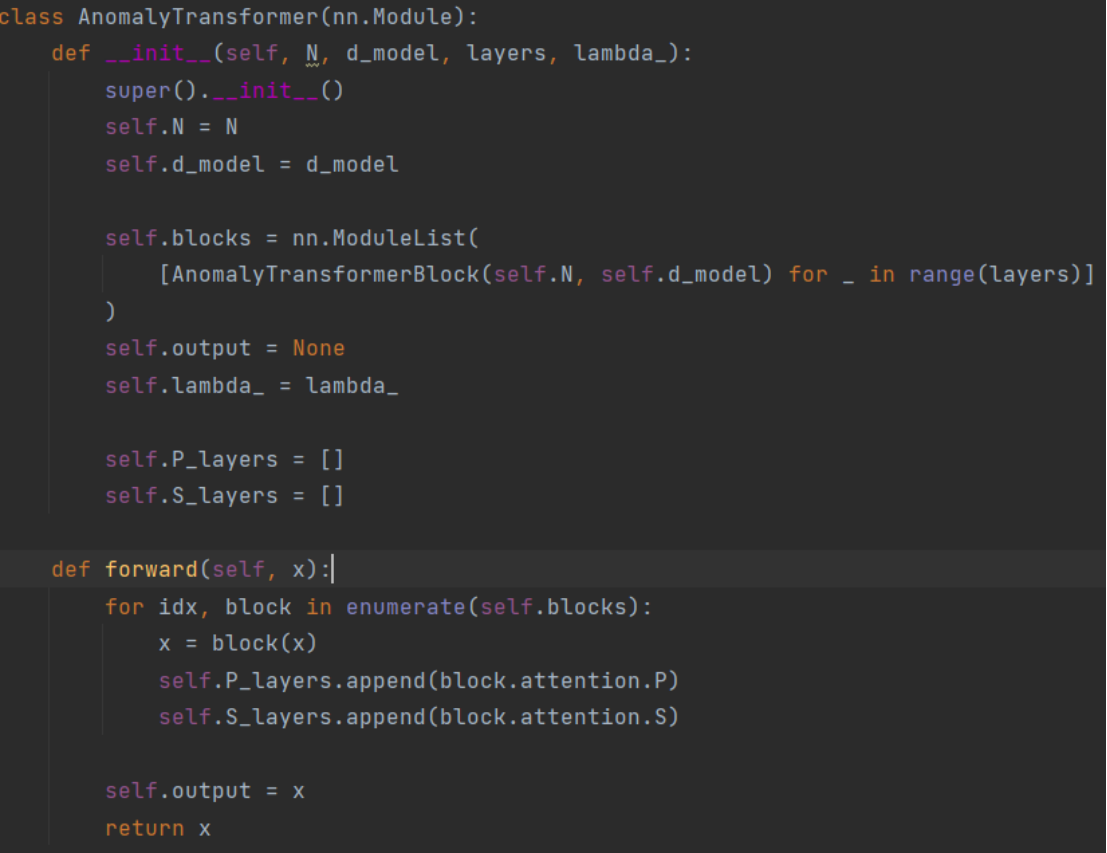 class AnomalyTransformer(nn.Module):
    def __init__(self, N, d_model, layers, lambda_):
        super().__init__()
        self.N = N
        self.d_model = d_model

        self.blocks = nn.ModuleList(
            [AnomalyTransformerBlock(self.N, self.d_model) for _ in range(layers)]
        )
        self.output = None
        self.lambda_ = lambda_

        self.P_layers = []
        self.S_layers = []

    def forward(self, x):
        for idx, block in enumerate(self.blocks):
            x = block(x)
            self.P_layers.append(block.attention.P)
            self.S_layers.append(block.attention.S)

        self.output = x
        return x